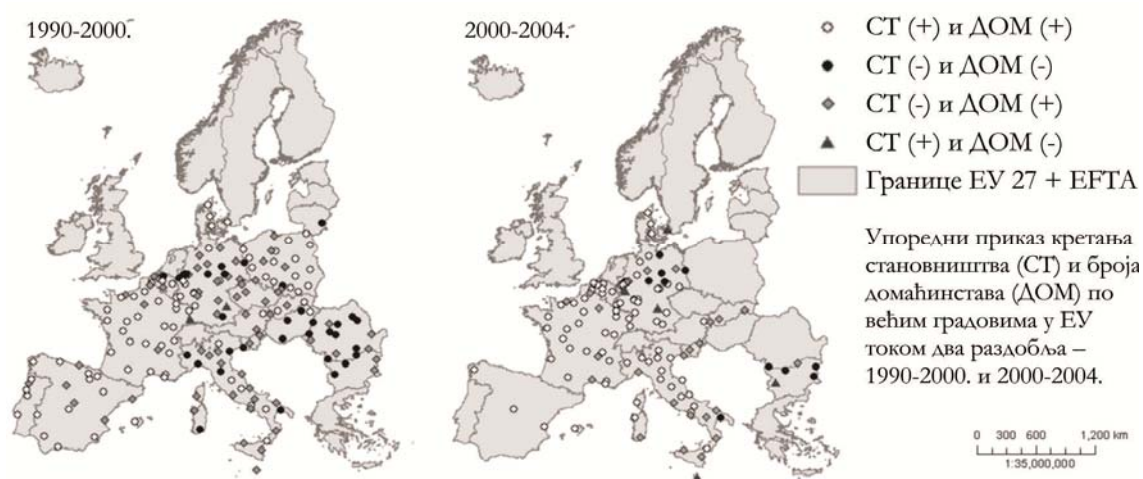 1990-2000.
2000-2004.
СТ (+) и ДОМ (+)
СТ (-) и ДОМ (-)
СТ (-) и ДОМ (+)
СТ (+) и ДОМ (-)
Границе ЕУ 27 + EFTA
Упоредни приказ кретања
становништва (СТ) и броја
домаћинстава (ДОМ) по
већим градовима у ЕУ
током два раздобља –
1990-2000. и 2000-2004.
0 300 600 1,200 km
1:35,000,000